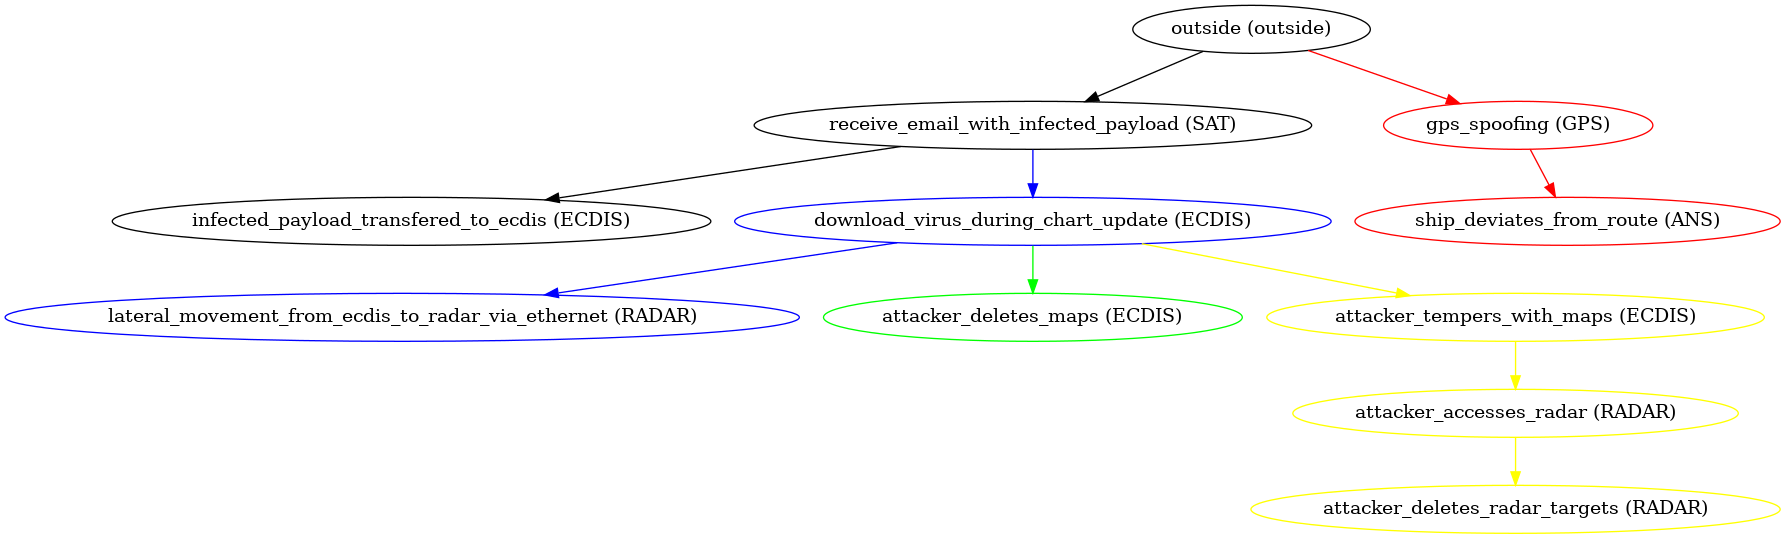 outside (outside)
receive_email_with_infected_payload (SAT)
gps_spoofing (GPS)
infected_payload_transfered_to_ecdis (ECDIS)
download_virus_during_chart_update (ECDIS)
ship_deviates_from_route (ANS)
lateral_movement_from_ecdis_to_radar_via_ethernet (RADAR)
attacker_deletes_maps (ECDIS)
attacker_tempers_with_maps (ECDIS)
attacker_accesses_radar (RADAR)
attacker_deletes_radar_targets (RADAR)